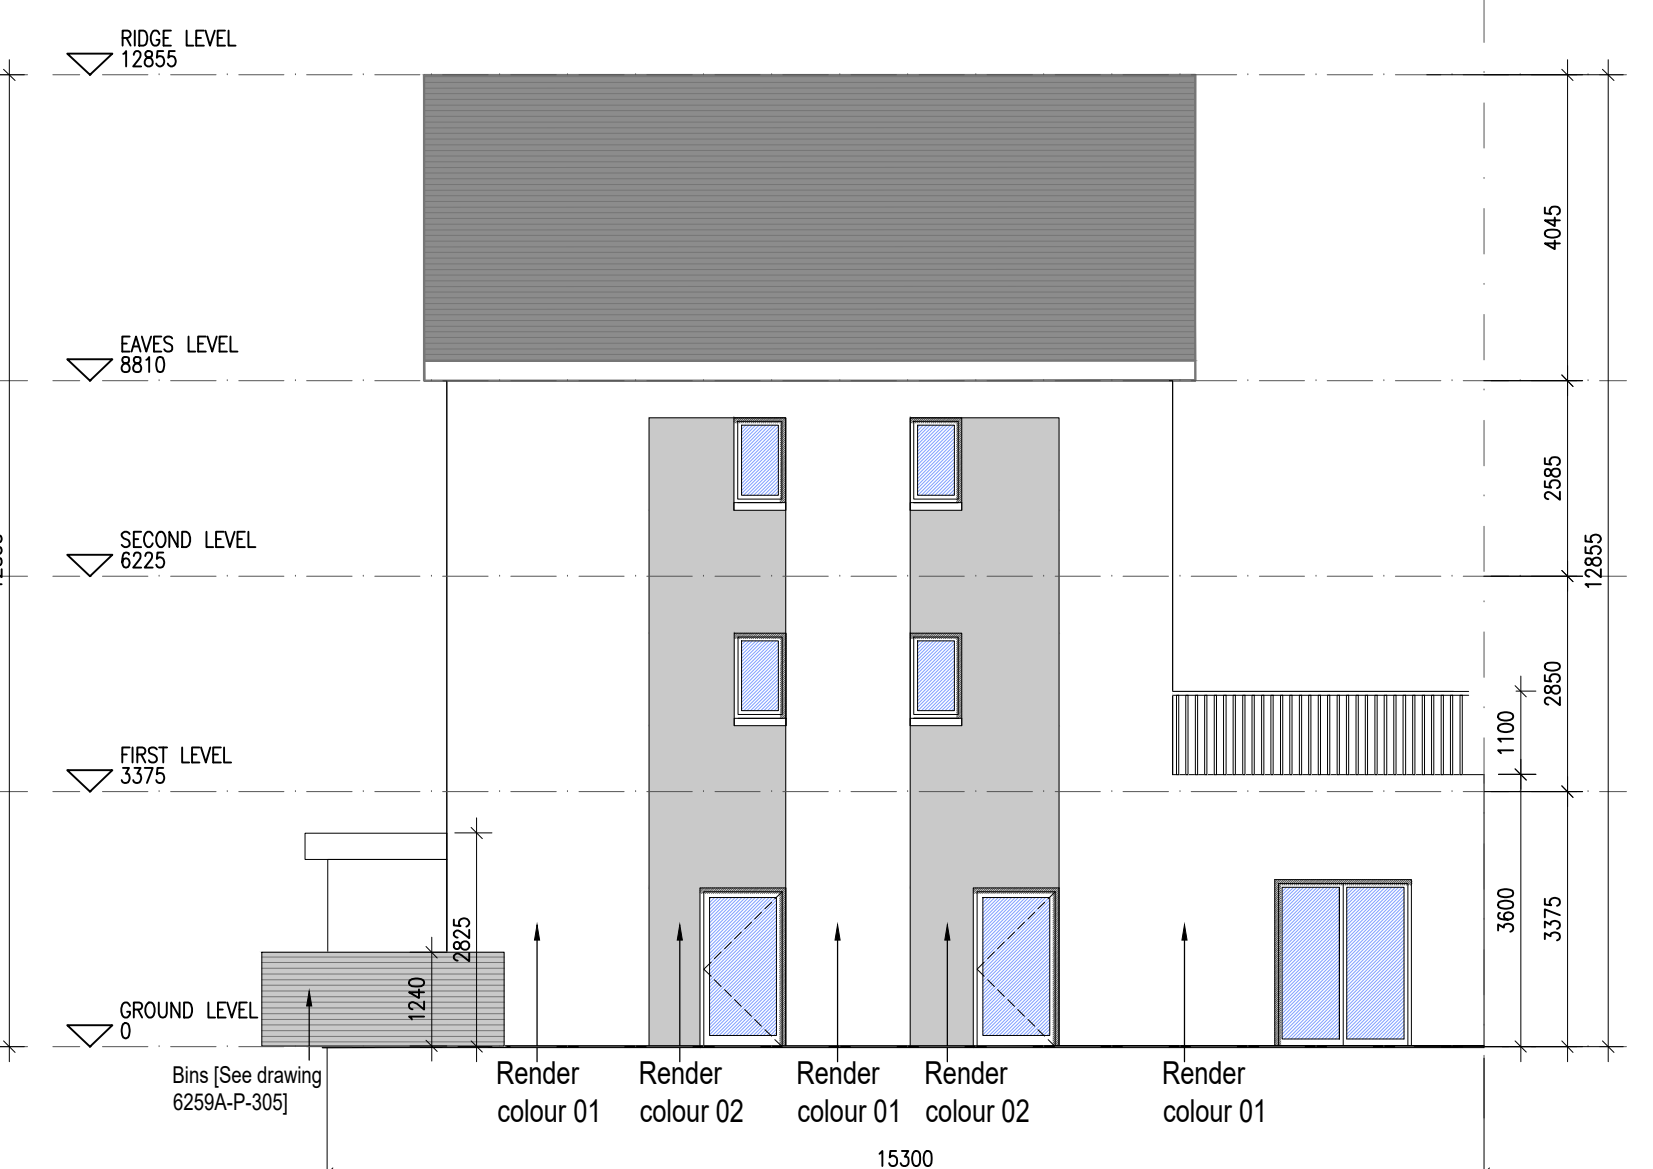 RIDGE LEVEL
12855
EAVES LEVEL
8810
SECOND LEVEL
6225
FIRST LEVEL
3375
GROUND LEVEL
0
4045
2585
12855
2850
1100
3600
3375
2825
1240
Bins [See drawing
6259A-P-305]
Render
colour 01
Render
colour 02
Render
colour 01
Render
colour 02
Render
colour 01
15300